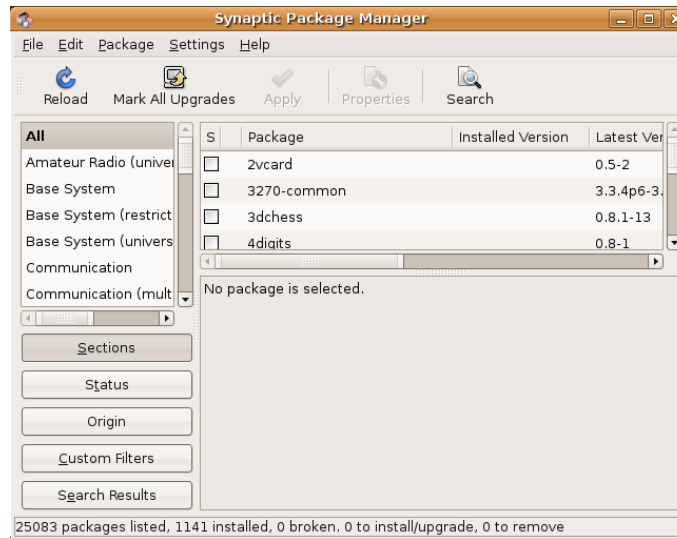 Synaptic Package Manager
File Edit Package Settings Help
Reload Mark All Upgrades Apply Properties Search
All
Amateur Radio (univer
Base System
Base System (restrict
Base System (univers
Communication
Communication (mult
S Package Installed Version Latest Ver
2vcard 0.5-2
3270-common 3.3.4p6-3.
3dchess 0.8.1-13
4digits 0.8-1
No package is selected.
Sections
Status
Origin
Custom Filters
Search Results
25083 packages listed, 1141 installed, 0 broken. 0 to install/upgrade, 0 to remove